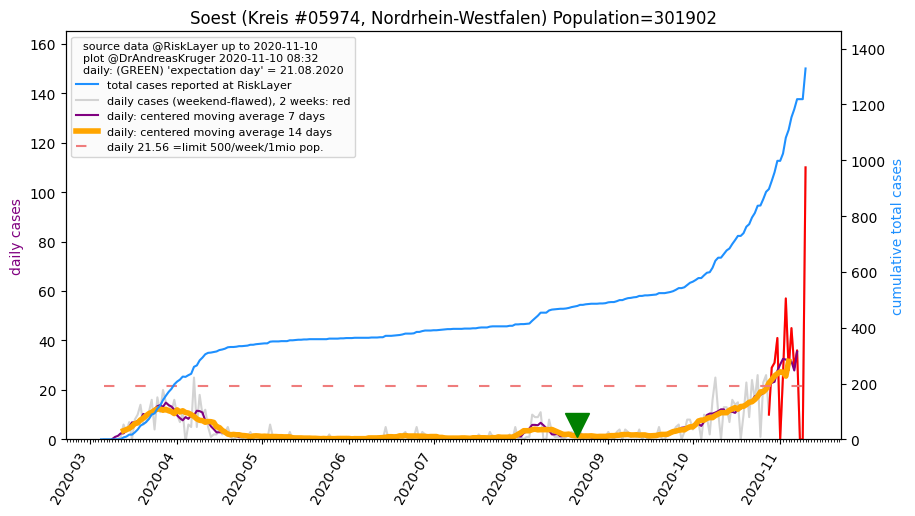 Soest (Kreis #05974, Nordrhein-Westfalen) Population=301902
source data @RiskLayer up to 2020-11-10
plot @DrAndreasKruger 2020-11-10 08:32
daily: (GREEN) 'expectation day' = 21.08.2020
total cases reported at RiskLayer
daily cases (weekend-flawed), 2 weeks: red
daily: centered moving average 7 days
daily: centered moving average 14 days
daily 21.56 =limit 500/week/1mio pop.
daily cases
160
140
120
100
80
60
40
20
0
cumulative total cases
1400
1200
1000
800
600
400
200
0
2020-03
2020-04
2020-05
2020-06
2020-07
2020-08
2020-09
2020-10
2020-11